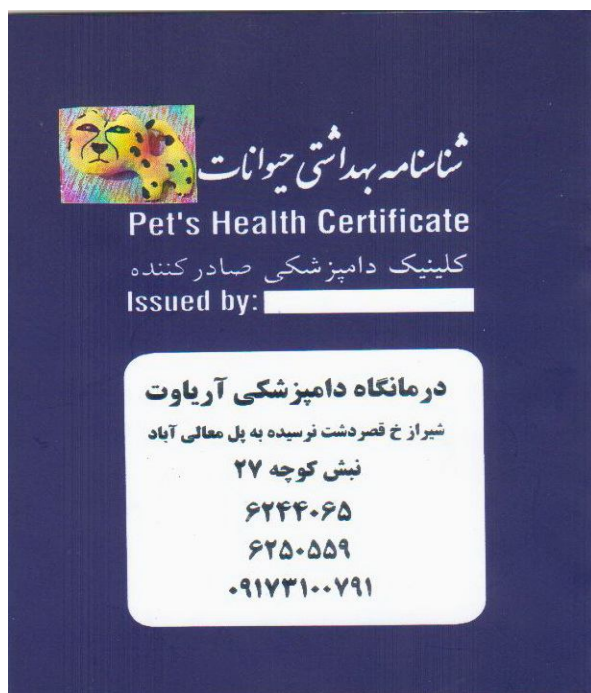 شناسنامه بهداشتی حیوانات
Pet's Health Certificate
کلینیک دامپزشکی صادر کننده
Issued by:
درمانگاه دامپزشکی آریاوت
شیراز خ قصردشت نرسیده به پل معالی آباد
نبش کوچه ۲۷
۶۲۴۴۰۶۵
۶۲۵۰۵۵۹
۰۹۱۷۳۱۰۰۷۹۱